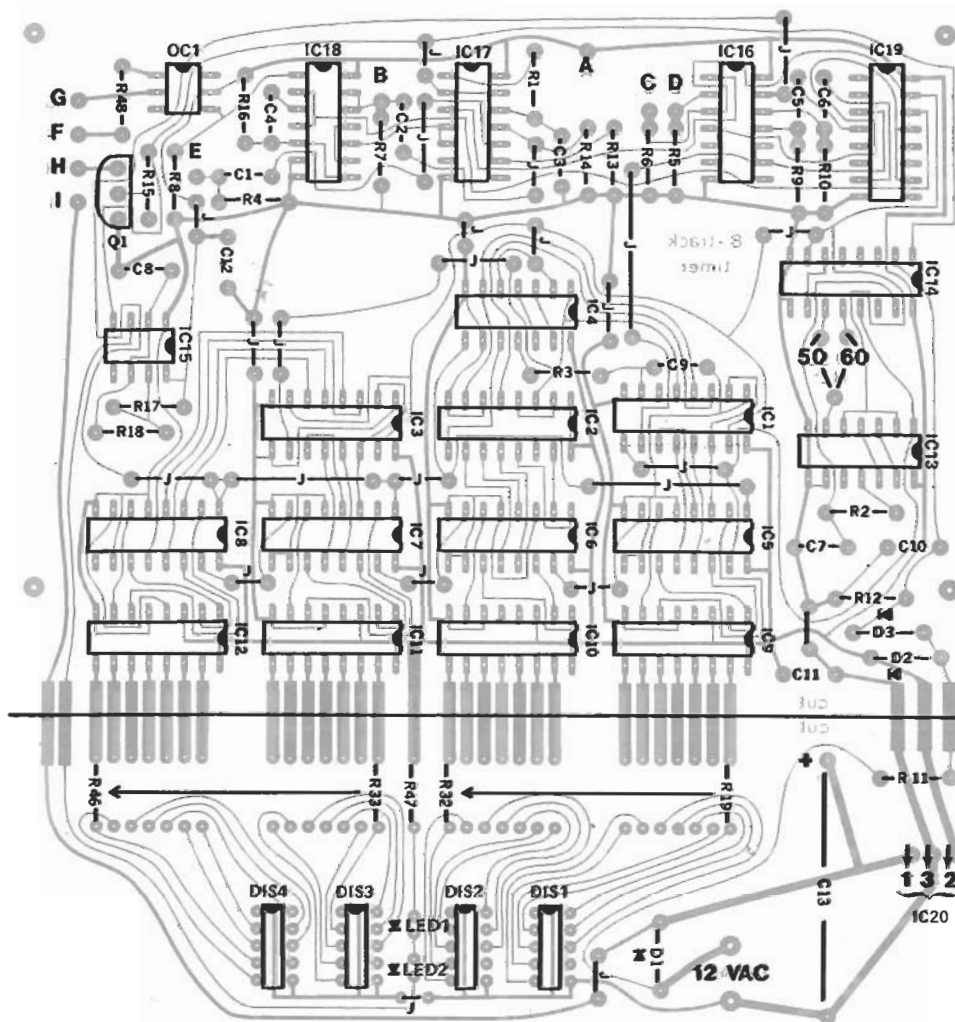 OC1
IC18
IC17
IC16
IC19
J
J
A
B
C
D
G
R48
R16
C4
C2
J
R1
C5
C6
F
H
E
R15
R8
R7
J
C3
R14
R13
R6
R5
R9
R10
I
C1
R4
Q1
J
J
J
J
C12
C8
J
8-track
timer
J
IC14
IC4
IC15
J
J
50
60
R3
C9
R17
R18
IC3
IC2
IC1
IC13
J
J
J
J
J
R2
IC8
IC7
IC6
IC5
C7
C10
J
J
J
R12
IC12
IC11
IC10
IC9
D3
D2
C11
cut
cut
+
R11
R46
R33
R47
R32
R19
C13
1 3 2
IC20
DIS4
DIS3
DIS2
DIS1
LED1
LED2
D1
12 VAC
J
J